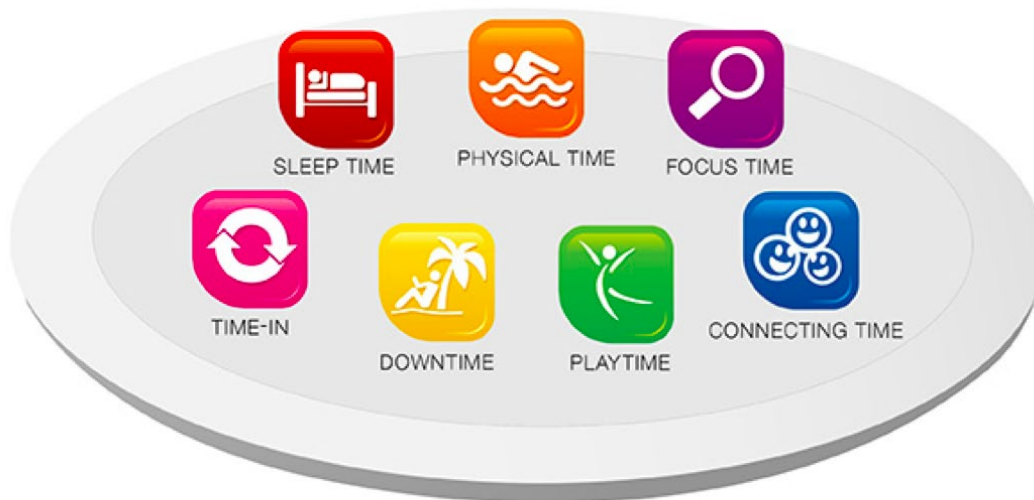 SLEEP TIME
PHYSICAL TIME
FOCUS TIME
TIME-IN
DOWNTIME
PLAYTIME
CONNECTING TIME